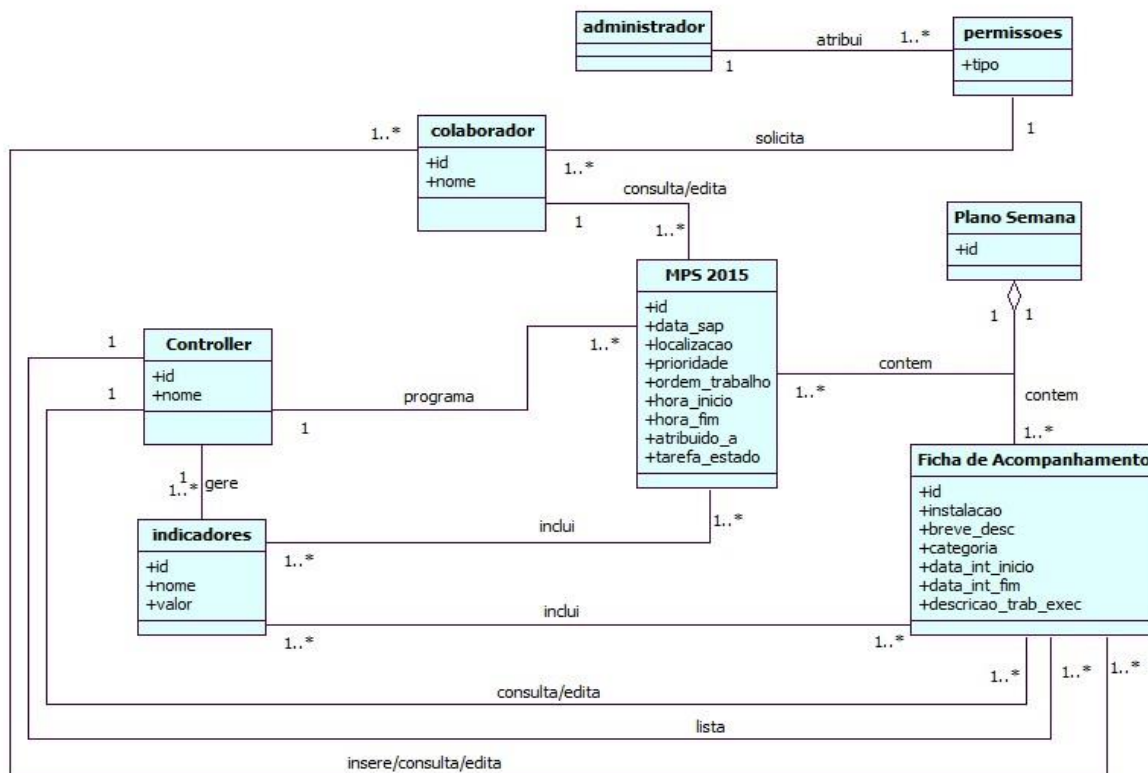 administrador
permissoes
+tipo
atribui
1
1..*
1
solicita
1..*
colaborador
+id
+nome
1..*
consulta/edita
1
1..*
Plano Semana
+id
1
1
MPS 2015
+id
+data_sap
+localizacao
+prioridade
+ordem_trabalho
+hora_inicio
+hora_fim
+atribuido_a
+tarefa_estado
contem
1..*
contem
1..*
Controller
+id
+nome
1
1
programa
1
1..*
1
1..*
gere
indicadores
+id
+nome
+valor
inclui
1..*
1..*
inclui
1..*
1..*
Ficha de Acompanhamento
+id
+instalacao
+breve_desc
+categoria
+data_int_inicio
+data_int_fim
+descricao_trab_exec
1..*
1..*
1..*
consulta/edita
lista
insere/consulta/edita